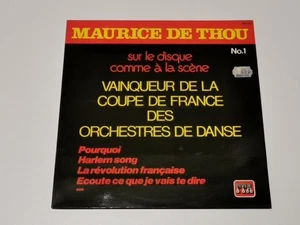 MAURICE DE THOU
No.1
sur le disque
comme à la scène
VAINQUEUR DE LA
COUPE DE FRANCE
DES
ORCHESTRES DE DANSE
Pourquoi
Harlem song
La révolution française
Ecoute ce que je vais te dire